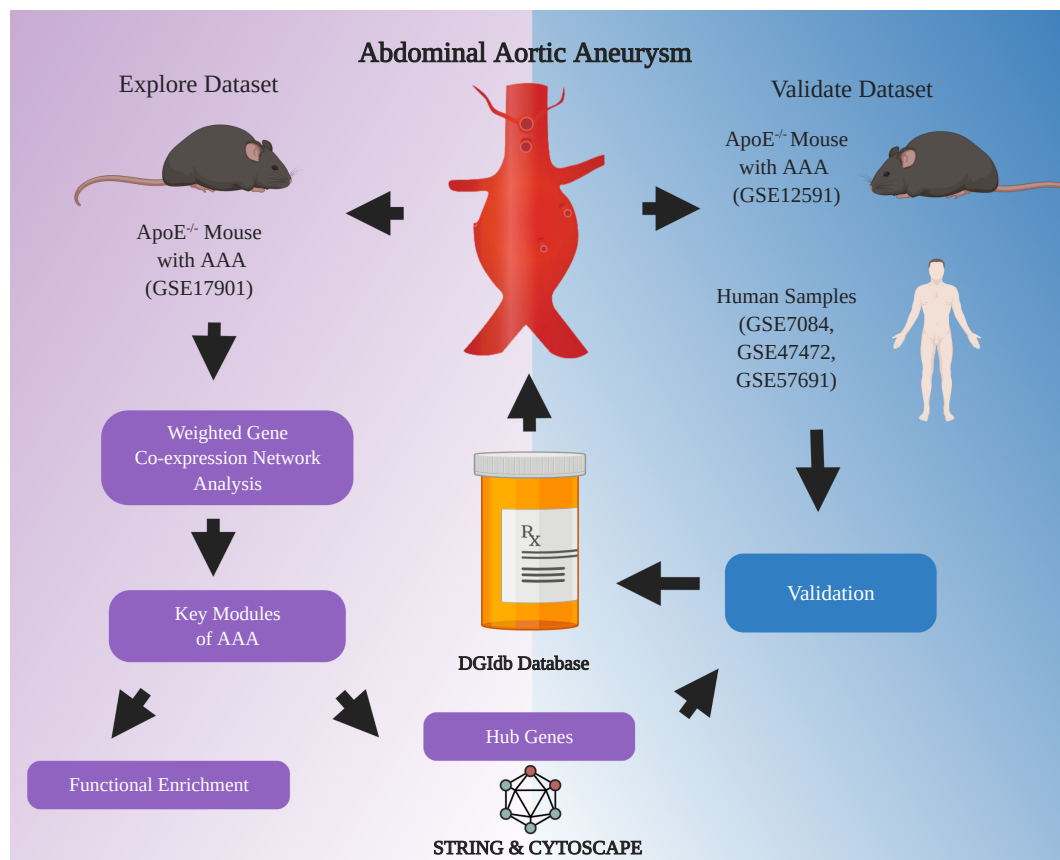 Abdominal Aortic Aneurysm
Explore Dataset
ApoE-/- Mouse
with AAA
(GSE17901)
Weighted Gene
Co-expression Network
Analysis
Key Modules
of AAA
Functional Enrichment
Hub Genes
STRING & CYTOSCAPE
Validate Dataset
ApoE-/- Mouse
with AAA
(GSE12591)
Human Samples
(GSE7084,
GSE47472,
GSE57691)
Validation
Rx
DGIdb Database